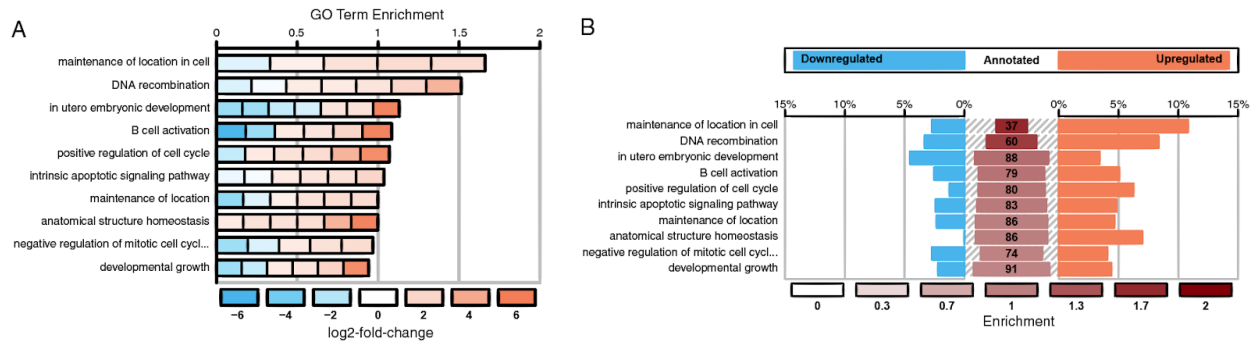 A
GO Term Enrichment
0 0.5 1 1.5 2
maintenance of location in cell
DNA recombination
in utero embryonic development
B cell activation
positive regulation of cell cycle
intrinsic apoptotic signaling pathway
maintenance of location
anatomical structure homeostasis
negative regulation of mitotic cell cycl...
developmental growth
−6 −4 −2 0 2 4 6
log2-fold-change
B
Downregulated Annotated Upregulated
15% 10% 5% 0% 0% 5% 10% 15%
maintenance of location in cell 37
DNA recombination 60
in utero embryonic development 88
B cell activation 79
positive regulation of cell cycle 80
intrinsic apoptotic signaling pathway 83
maintenance of location 86
anatomical structure homeostasis 86
negative regulation of mitotic cell cycl... 74
developmental growth 91
0 0.3 0.7 1 1.3 1.7 2
Enrichment